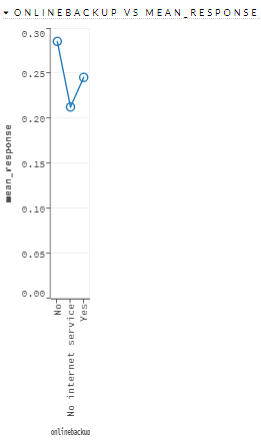 ONLINEBACKUP VS MEAN_RESPONSE
0.30
0.25
0.20
0.15
0.10
0.05
0.00
mean_response
No
No internet service
Yes
onlinebackup